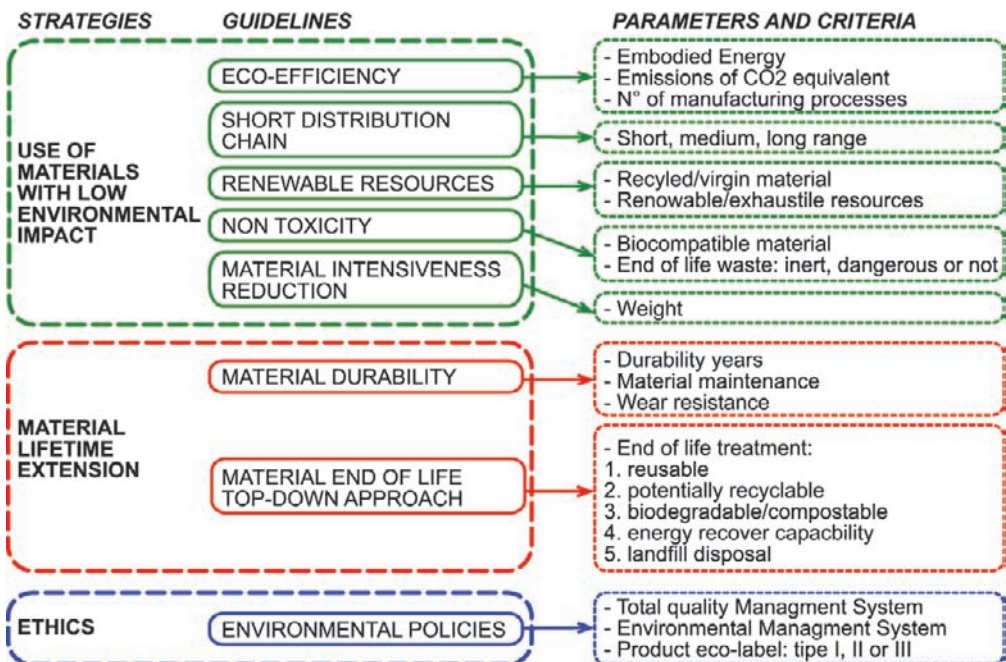 STRATEGIES
GUIDELINES
PARAMETERS AND CRITERIA
USE OF
MATERIALS
WITH LOW
ENVIRONMENTAL
IMPACT
ECO-EFFICIENCY
- Embodied Energy
- Emissions of CO2 equivalent
- N° of manufacturing processes
SHORT DISTRIBUTION
CHAIN
- Short, medium, long range
RENEWABLE RESOURCES
- Recyled/virgin material
- Renowable/exhaustile resources
NON TOXICITY
- Biocompatible material
- End of life waste: inert, dangerous or not
MATERIAL INTENSIVENESS
REDUCTION
- Weight
MATERIAL
LIFETIME
EXTENSION
MATERIAL DURABILITY
- Durability years
- Material maintenance
- Wear resistance
MATERIAL END OF LIFE
TOP-DOWN APPROACH
- End of life treatment:
1. reusable
2. potentially recyclable
3. biodegradable/compostable
4. energy recover capacbility
5. landfill disposal
ETHICS
ENVIRONMENTAL POLICIES
- Total quality Managment System
- Environmental Managment System
- Product eco-label: tipe I, II or III